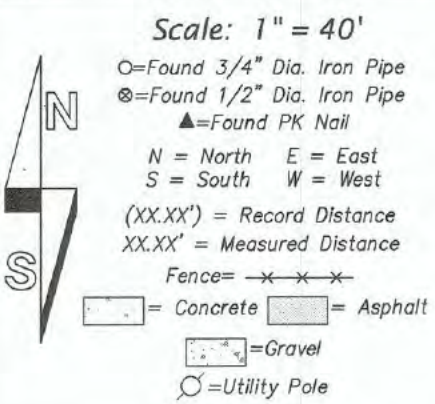 Scale: 1" = 40'
O=Found 3/4" Dia. Iron Pipe
⊗=Found 1/2" Dia. Iron Pipe
▲=Found PK Nail
N
N = North E = East
S = South W = West
(XX.XX') = Record Distance
XX.XX' = Measured Distance
S
Fence= —x—x—x—
= Concrete = Asphalt
=Gravel
=Utility Pole